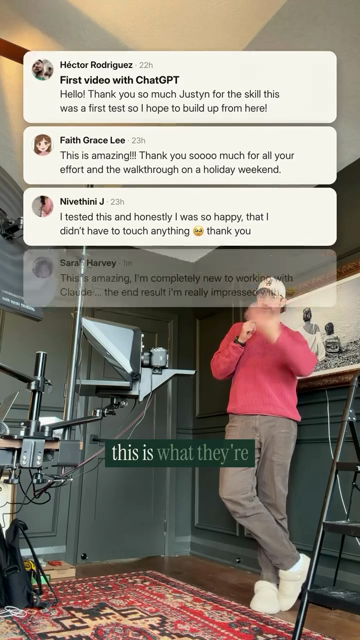 Héctor Rodriguez · 22h
First video with ChatGPT
Hello! Thank you so much Justyn for the skill this
was a first test so I hope to build up from here!
Faith Grace Lee · 23h
This is amazing!!! Thank you soooo much for all your
effort and the walkthrough on a holiday weekend.
Nivethini J · 23h
I tested this and honestly I was so happy, that I
didn't have to touch anything 🥹 thank you
Sarah Harvey · 1m
This is amazing, I'm completely new to working with
Claude ... the end result i'm really impressed with.
this is what they're